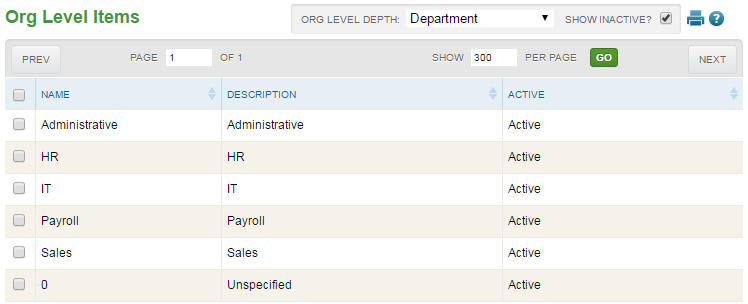 Org Level Items
ORG LEVEL DEPTH: Department SHOW INACTIVE? ?
PREV PAGE 1 OF 1 SHOW 300 PER PAGE GO NEXT
NAME DESCRIPTION ACTIVE
Administrative Administrative Active
HR HR Active
IT IT Active
Payroll Payroll Active
Sales Sales Active
0 Unspecified Active